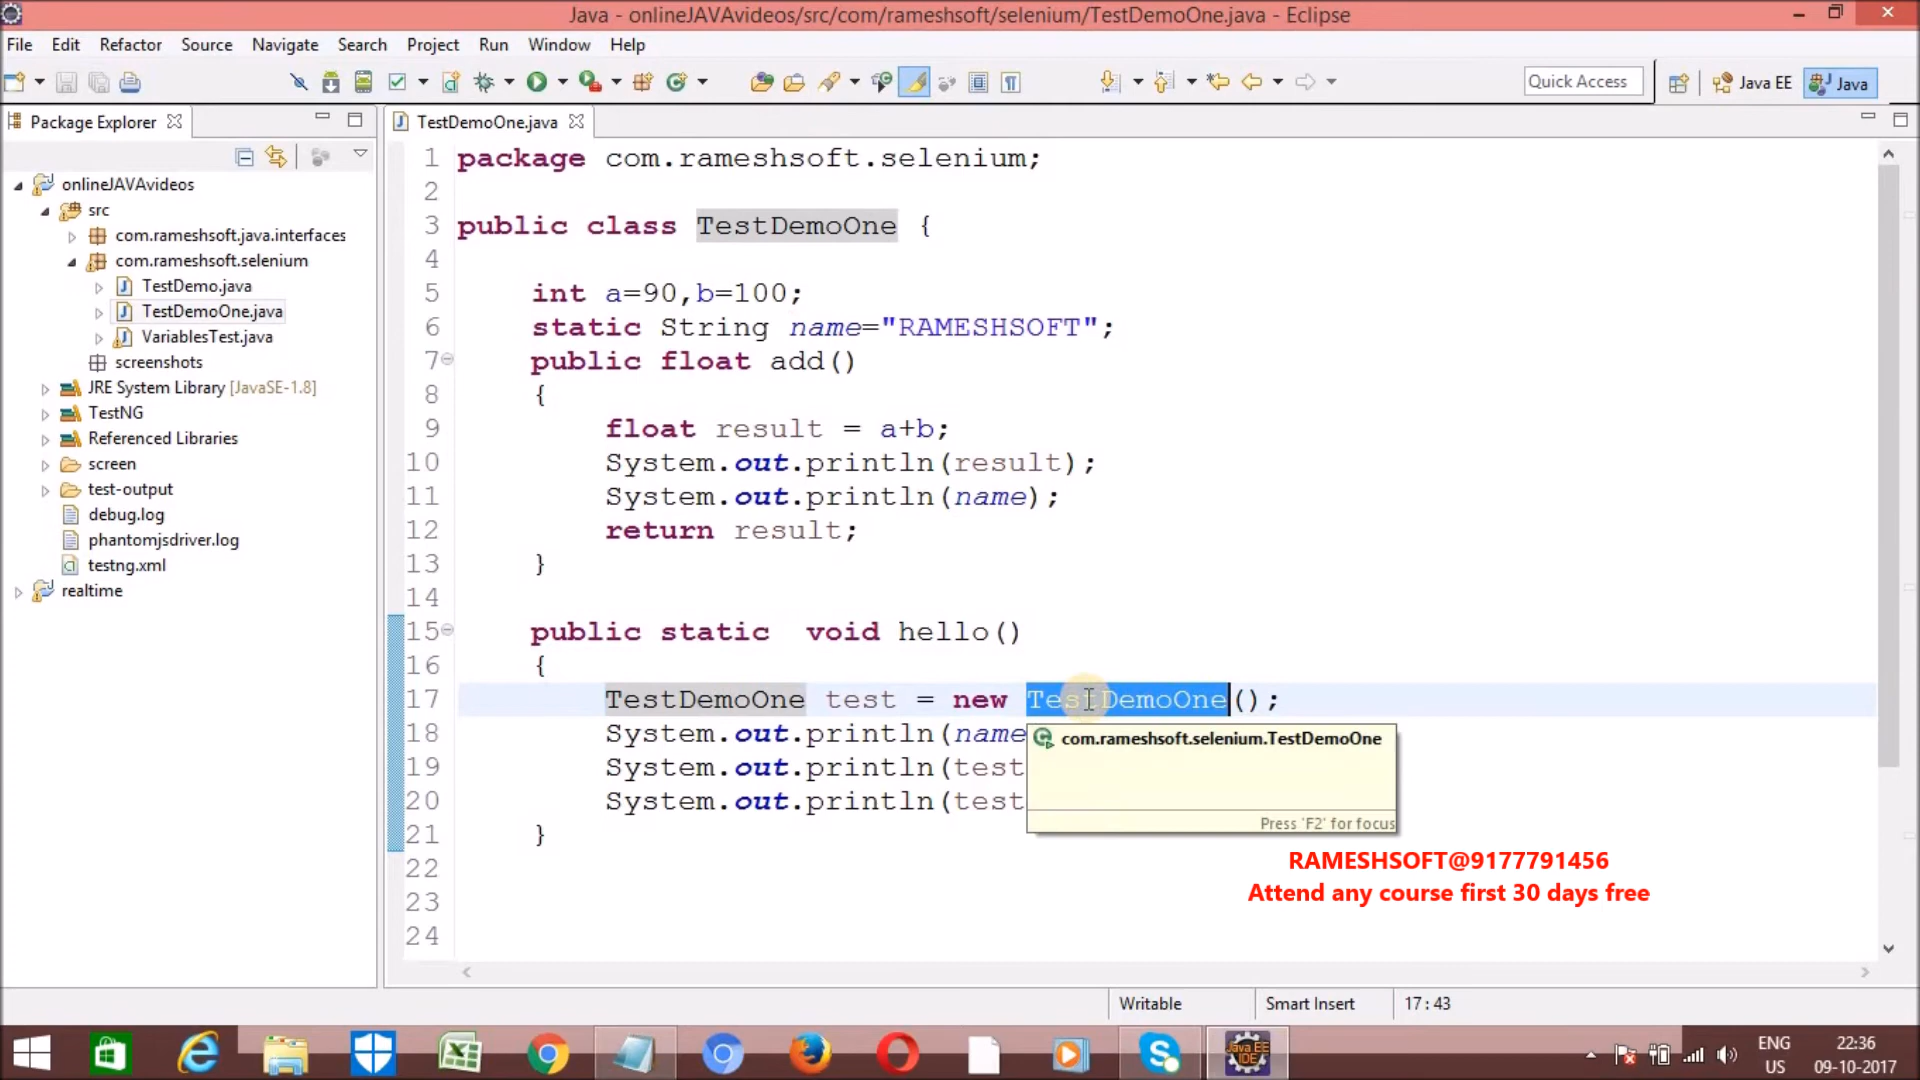 Java - onlineJAVAvideos/src/com/rameshsoft/selenium/TestDemoOne.java - Eclipse
File Edit Refactor Source Navigate Search Project Run Window Help
Quick Access
Java EE
Java
Package Explorer
TestDemoOne.java
onlineJAVAvideos
src
com.rameshsoft.java.interfaces
com.rameshsoft.selenium
TestDemo.java
TestDemoOne.java
VariablesTest.java
screenshots
JRE System Library [JavaSE-1.8]
TestNG
Referenced Libraries
screen
test-output
debug.log
phantomjsdriver.log
testng.xml
realtime
1 package com.rameshsoft.selenium;
2
3 public class TestDemoOne {
4
5 int a=90,b=100;
6 static String name="RAMESHSOFT";
7 public float add()
8 {
9 float result = a+b;
10 System.out.println(result);
11 System.out.println(name);
12 return result;
13 }
14
15 public static void hello()
16 {
17 TestDemoOne test = new TestDemoOne();
18 System.out.println(name
19 System.out.println(test
20 System.out.println(test
21 }
22
23
24
com.rameshsoft.selenium.TestDemoOne
Press 'F2' for focus
RAMESHSOFT@9177791456
Attend any course first 30 days free
Writable Smart Insert 17 : 43
Java EE
IDE
ENG
US
22:36
09-10-2017